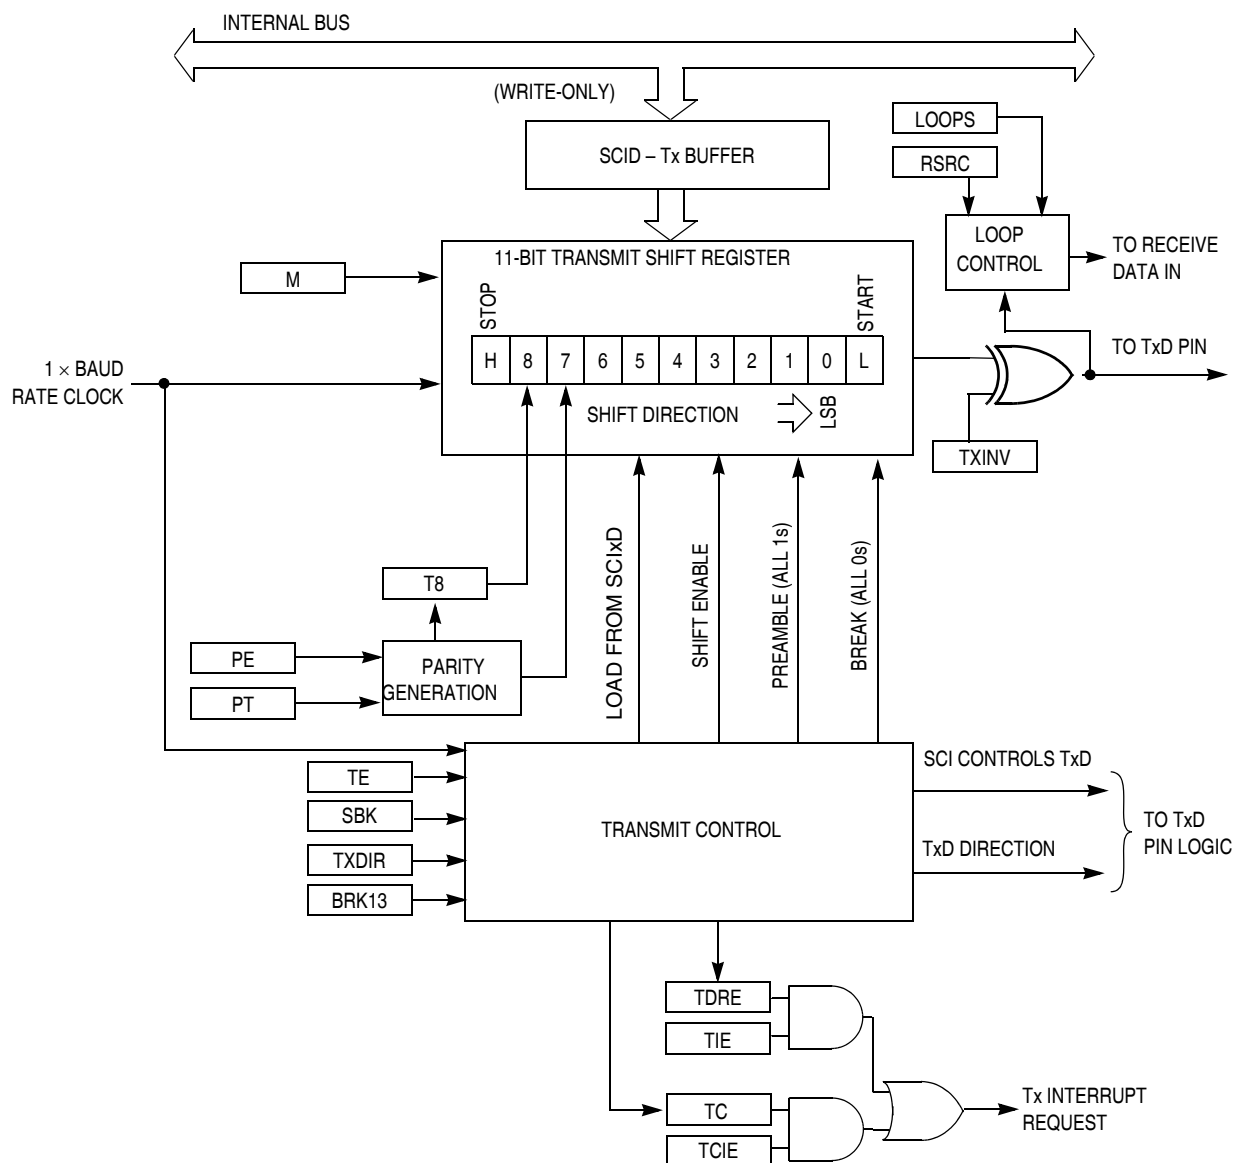 INTERNAL BUS
(WRITE-ONLY)
SCID – Tx BUFFER
LOOPS
RSRC
LOOP
CONTROL
TO RECEIVE
DATA IN
11-BIT TRANSMIT SHIFT REGISTER
M
STOP
START
H 8 7 6 5 4 3 2 1 0 L
1 × BAUD
RATE CLOCK
SHIFT DIRECTION
LSB
TO TxD PIN
TXINV
LOAD FROM SCIxD
SHIFT ENABLE
PREAMBLE (ALL 1s)
BREAK (ALL 0s)
T8
PE
PT
PARITY
GENERATION
TE
SBK
TXDIR
BRK13
TRANSMIT CONTROL
SCI CONTROLS TxD
TxD DIRECTION
TO TxD
PIN LOGIC
TDRE
TIE
TC
TCIE
Tx INTERRUPT
REQUEST